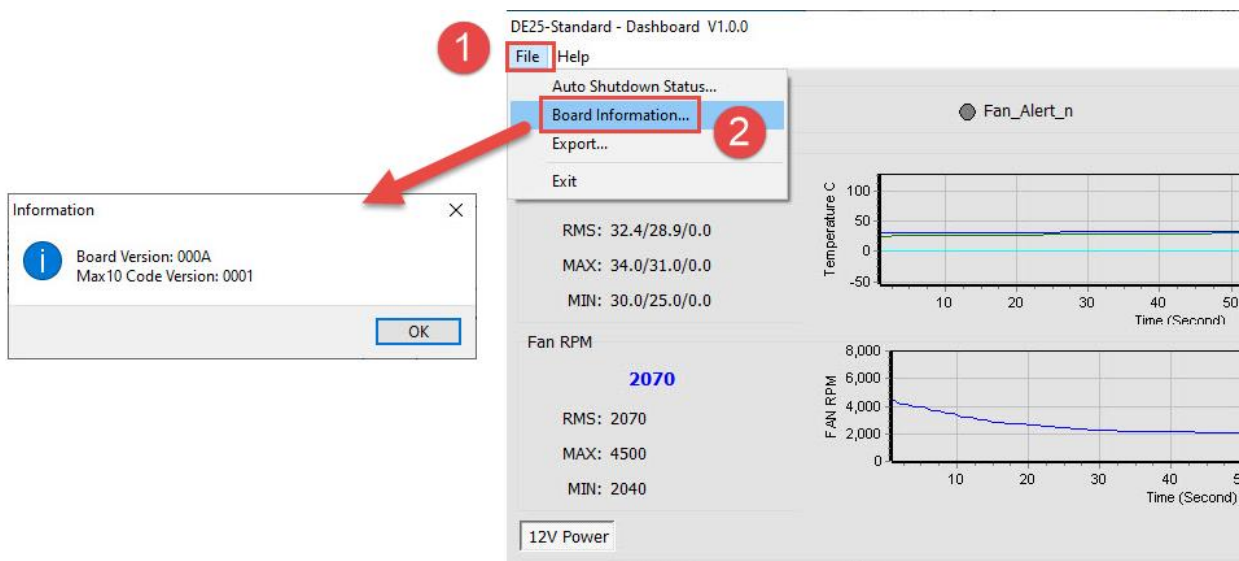 DE25-Standard - Dashboard V1.0.0
1
File Help
Auto Shutdown Status...
Board Information...
2
Export...
Exit
Fan_Alert_n
Information
Board Version: 000A
Max10 Code Version: 0001
OK
RMS: 32.4/28.9/0.0
MAX: 34.0/31.0/0.0
MIN: 30.0/25.0/0.0
Temperature C
100
50
0
-50
10 20 30 40 50
Time (Second)
Fan RPM
2070
RMS: 2070
MAX: 4500
MIN: 2040
FAN RPM
8,000
6,000
4,000
2,000
0
10 20 30 40 5
Time (Second)
12V Power